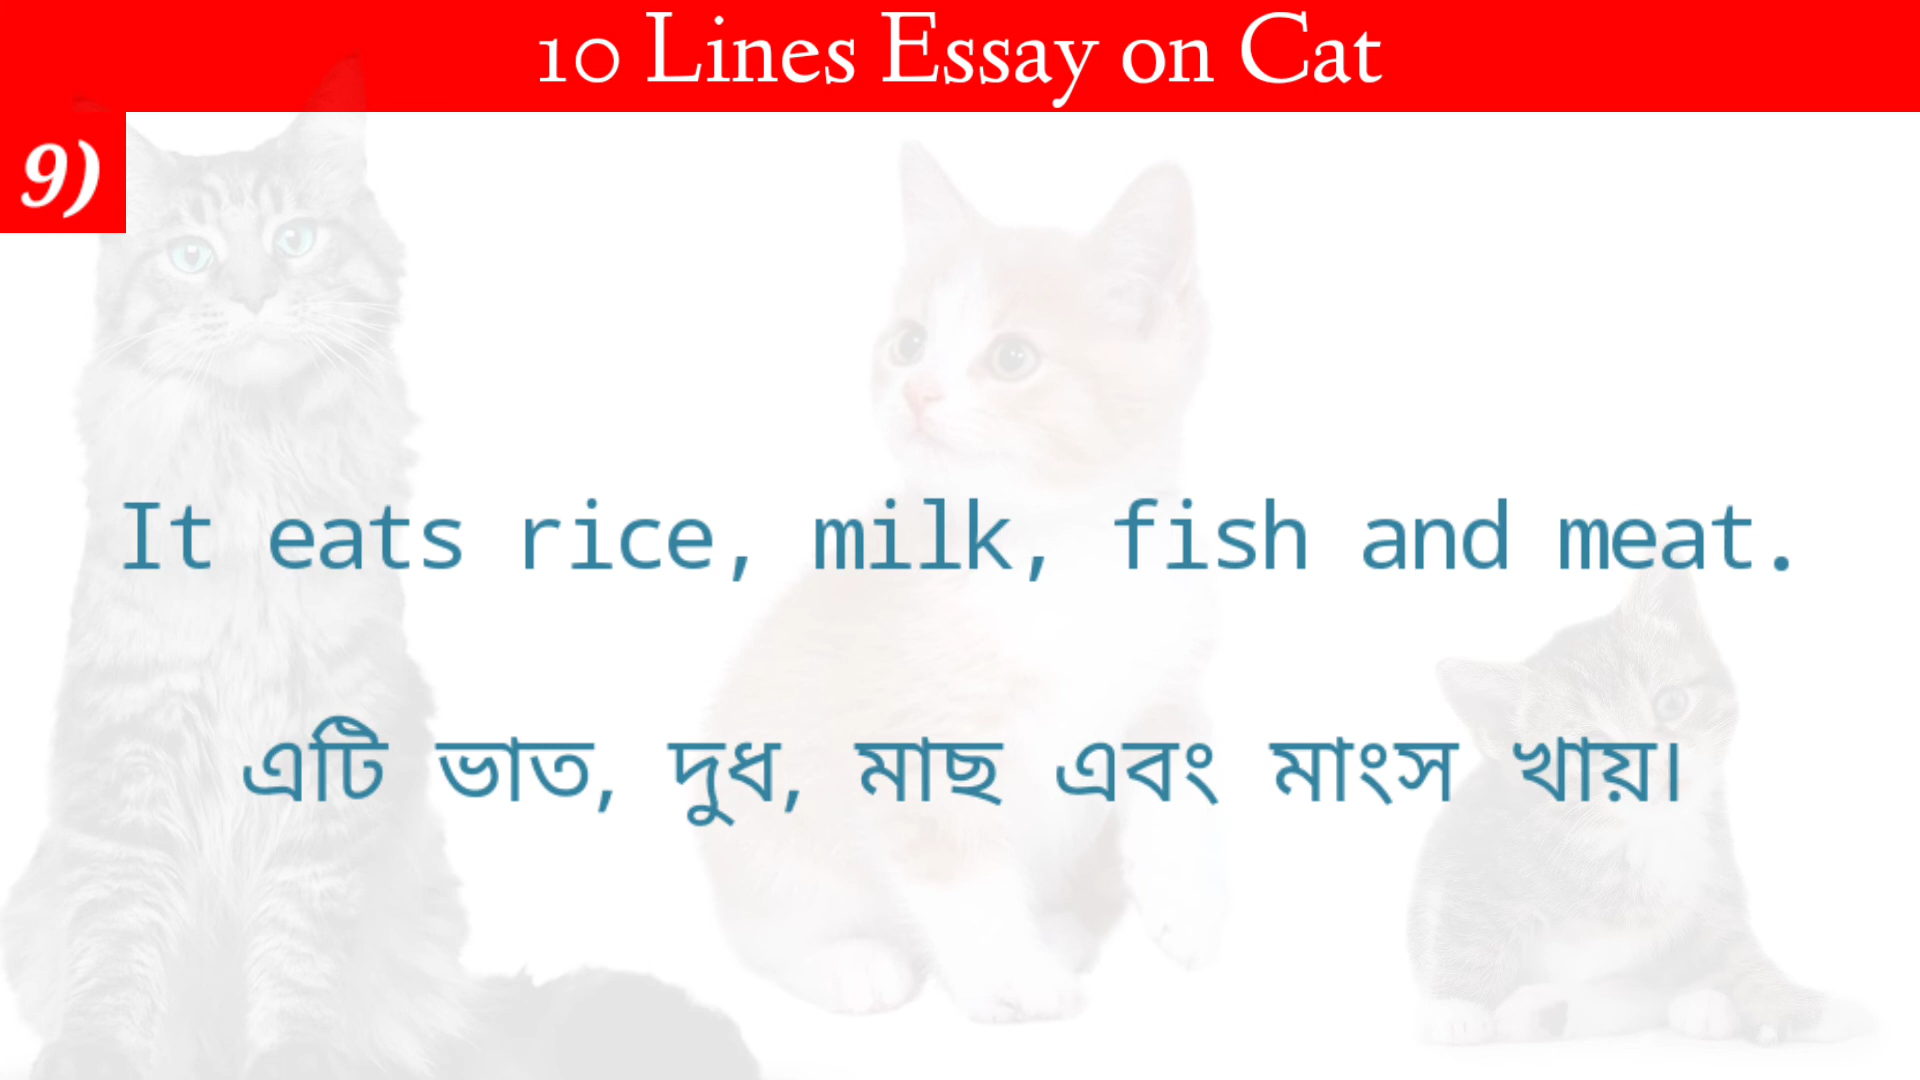 10 Lines Essay on Cat
9)
It eats rice, milk, fish and meat.
এটি ভাত, দুধ, মাছ এবং মাংস খায়।